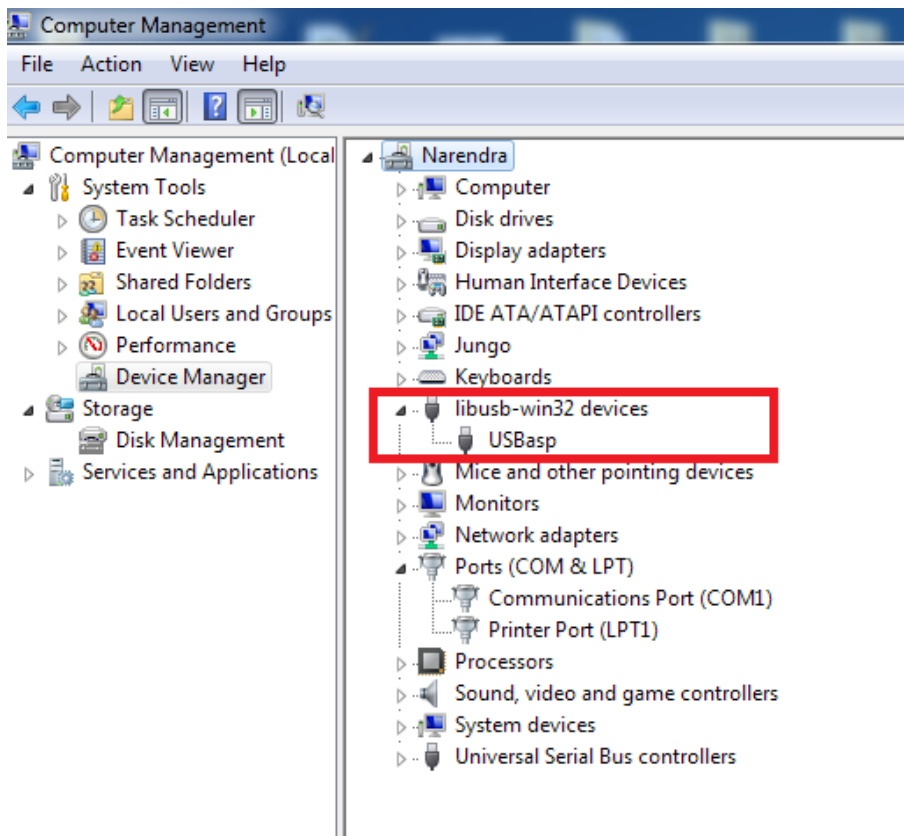 Computer Management
File Action View Help
Computer Management (Local
System Tools
Task Scheduler
Event Viewer
Shared Folders
Local Users and Groups
Performance
Device Manager
Storage
Disk Management
Services and Applications
Narendra
Computer
Disk drives
Display adapters
Human Interface Devices
IDE ATA/ATAPI controllers
Jungo
Keyboards
libusb-win32 devices
USBasp
Mice and other pointing devices
Monitors
Network adapters
Ports (COM & LPT)
Communications Port (COM1)
Printer Port (LPT1)
Processors
Sound, video and game controllers
System devices
Universal Serial Bus controllers